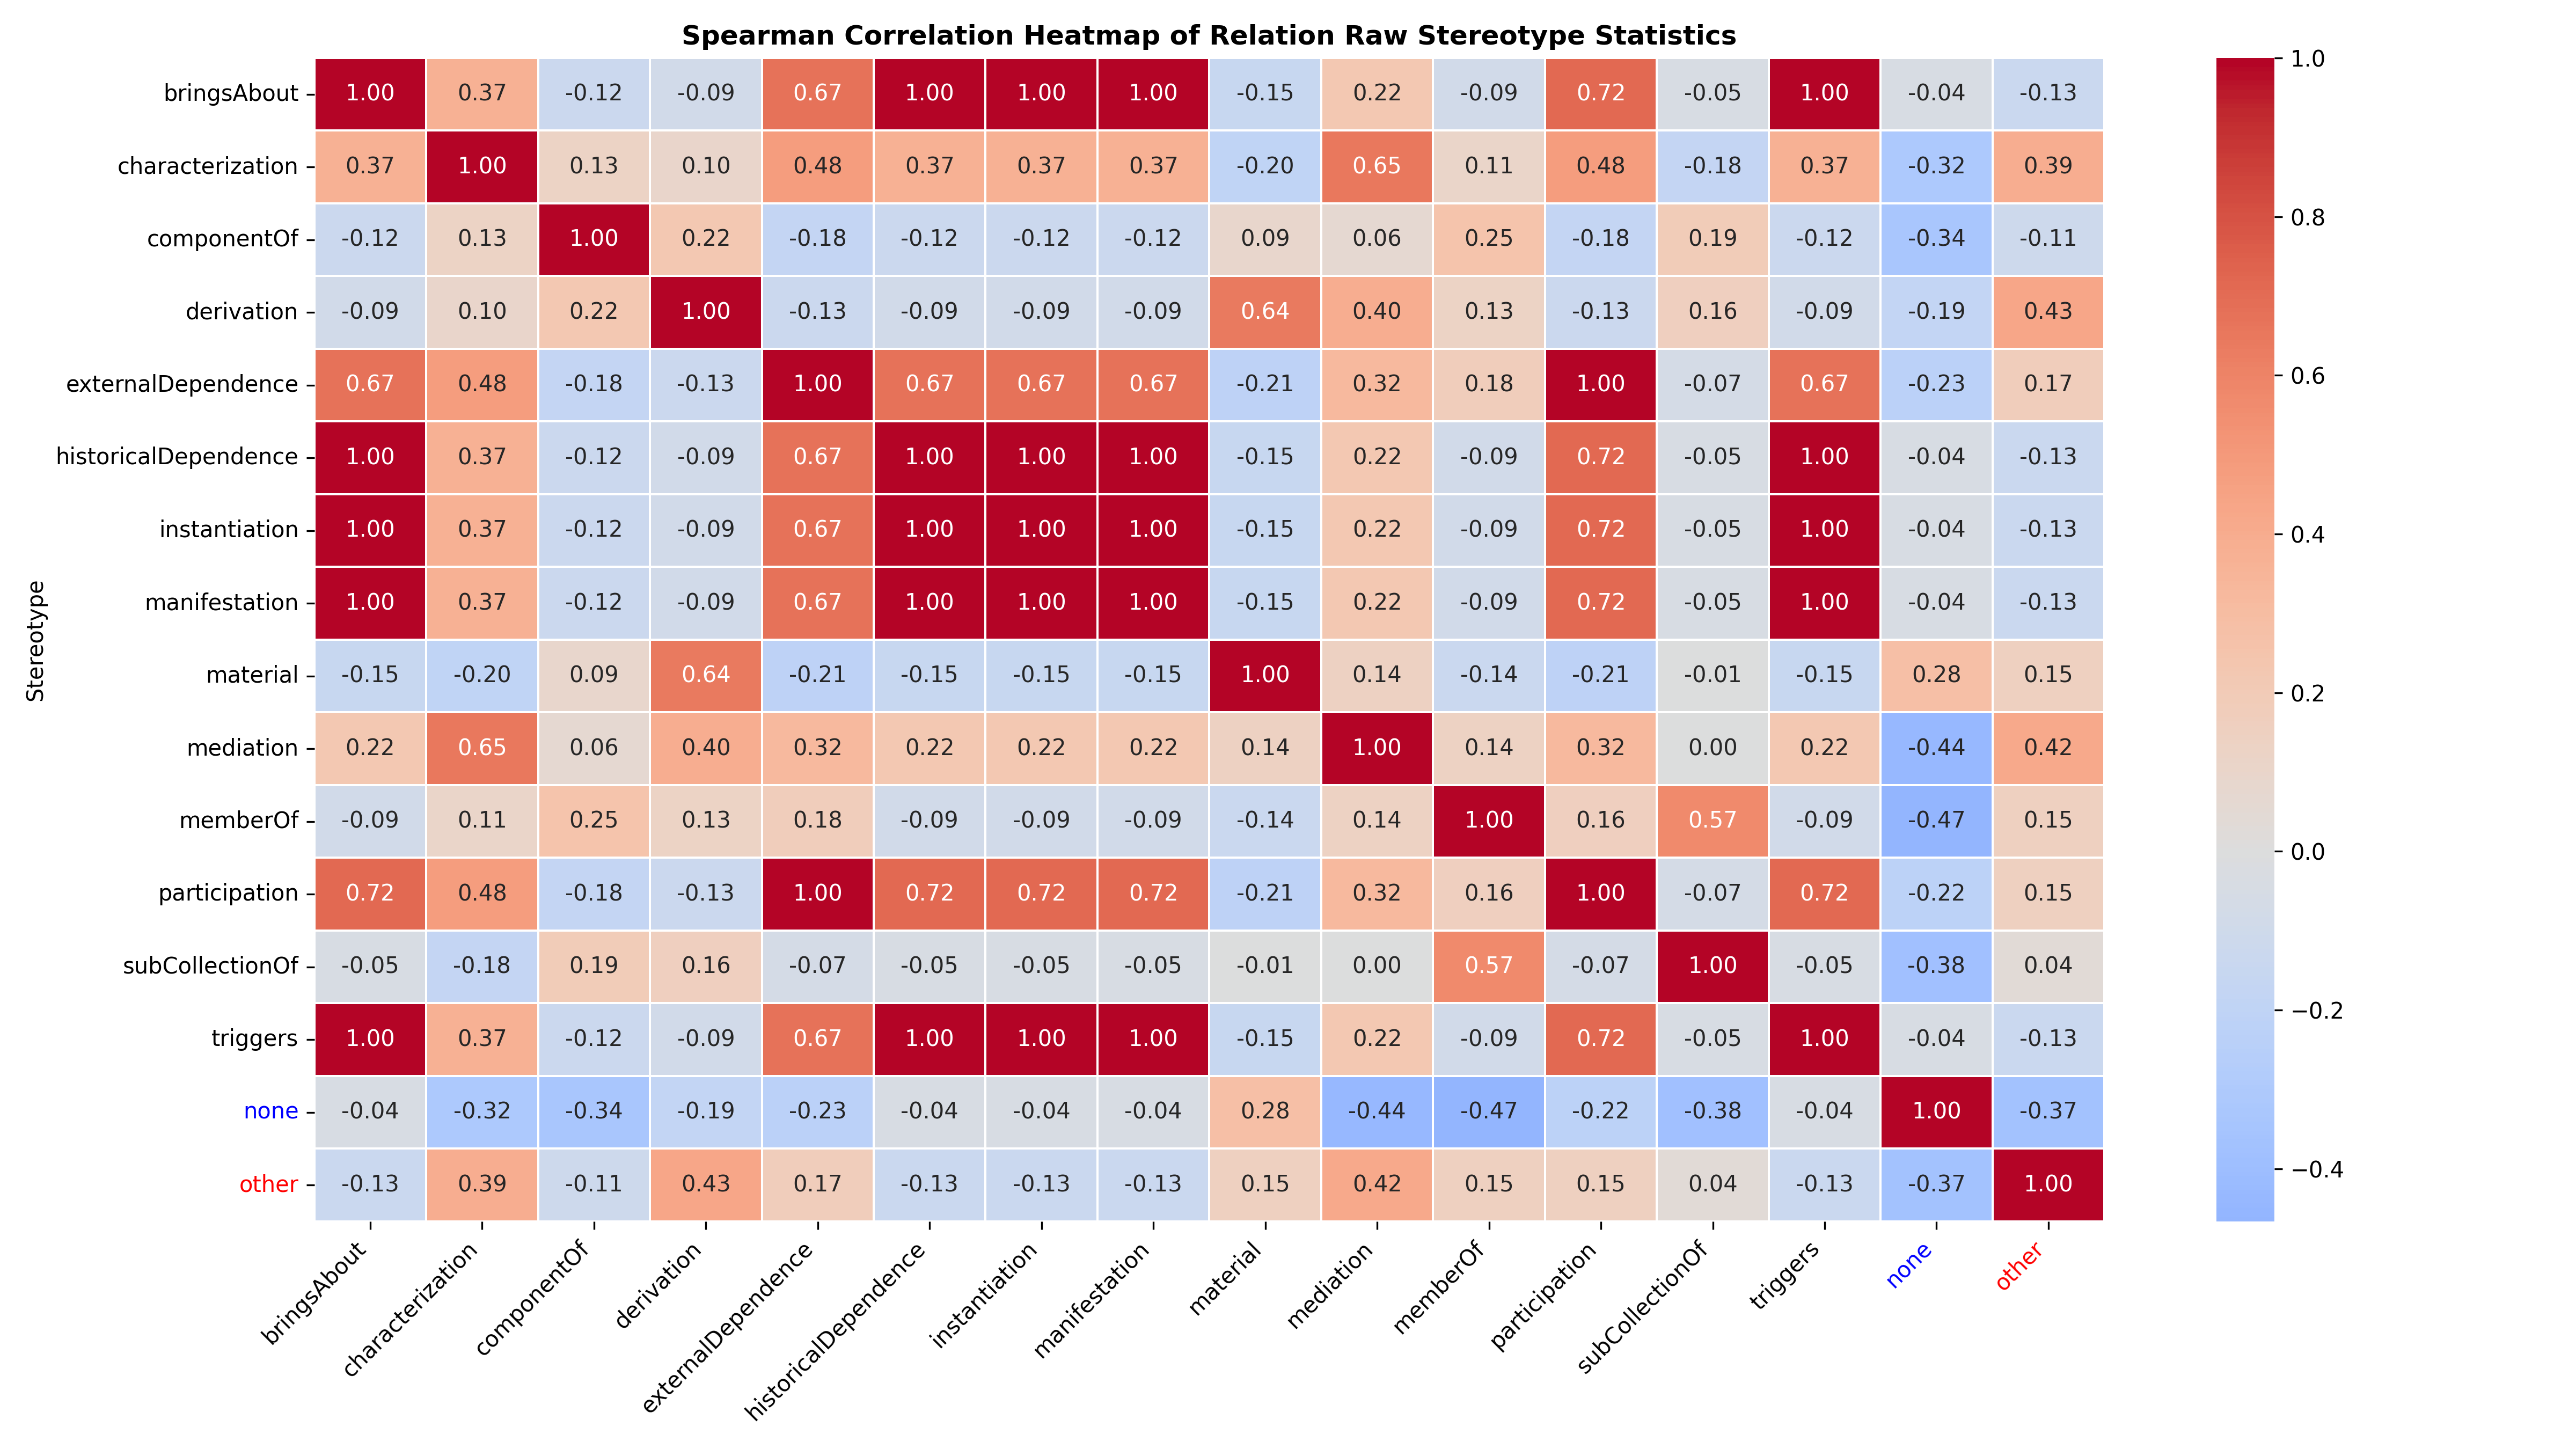 Spearman Correlation Heatmap of Relation Raw Stereotype Statistics
bringsAbout 1.00 0.37 -0.12 -0.09 0.67 1.00 1.00 1.00 -0.15 0.22 -0.09 0.72 -0.05 1.00 -0.04 -0.13
characterization 0.37 1.00 0.13 0.10 0.48 0.37 0.37 0.37 -0.20 0.65 0.11 0.48 -0.18 0.37 -0.32 0.39
componentOf -0.12 0.13 1.00 0.22 -0.18 -0.12 -0.12 -0.12 0.09 0.06 0.25 -0.18 0.19 -0.12 -0.34 -0.11
derivation -0.09 0.10 0.22 1.00 -0.13 -0.09 -0.09 -0.09 0.64 0.40 0.13 -0.13 0.16 -0.09 -0.19 0.43
externalDependence 0.67 0.48 -0.18 -0.13 1.00 0.67 0.67 0.67 -0.21 0.32 0.18 1.00 -0.07 0.67 -0.23 0.17
historicalDependence 1.00 0.37 -0.12 -0.09 0.67 1.00 1.00 1.00 -0.15 0.22 -0.09 0.72 -0.05 1.00 -0.04 -0.13
instantiation 1.00 0.37 -0.12 -0.09 0.67 1.00 1.00 1.00 -0.15 0.22 -0.09 0.72 -0.05 1.00 -0.04 -0.13
manifestation 1.00 0.37 -0.12 -0.09 0.67 1.00 1.00 1.00 -0.15 0.22 -0.09 0.72 -0.05 1.00 -0.04 -0.13
material -0.15 -0.20 0.09 0.64 -0.21 -0.15 -0.15 -0.15 1.00 0.14 -0.14 -0.21 -0.01 -0.15 0.28 0.15
mediation 0.22 0.65 0.06 0.40 0.32 0.22 0.22 0.22 0.14 1.00 0.14 0.32 0.00 0.22 -0.44 0.42
memberOf -0.09 0.11 0.25 0.13 0.18 -0.09 -0.09 -0.09 -0.14 0.14 1.00 0.16 0.57 -0.09 -0.47 0.15
participation 0.72 0.48 -0.18 -0.13 1.00 0.72 0.72 0.72 -0.21 0.32 0.16 1.00 -0.07 0.72 -0.22 0.15
subCollectionOf -0.05 -0.18 0.19 0.16 -0.07 -0.05 -0.05 -0.05 -0.01 0.00 0.57 -0.07 1.00 -0.05 -0.38 0.04
triggers 1.00 0.37 -0.12 -0.09 0.67 1.00 1.00 1.00 -0.15 0.22 -0.09 0.72 -0.05 1.00 -0.04 -0.13
none -0.04 -0.32 -0.34 -0.19 -0.23 -0.04 -0.04 -0.04 0.28 -0.44 -0.47 -0.22 -0.38 -0.04 1.00 -0.37
other -0.13 0.39 -0.11 0.43 0.17 -0.13 -0.13 -0.13 0.15 0.42 0.15 0.15 0.04 -0.13 -0.37 1.00
Stereotype
bringsAbout
characterization
componentOf
derivation
externalDependence
historicalDependence
instantiation
manifestation
material
mediation
memberOf
participation
subCollectionOf
triggers
none
other
1.0
0.8
0.6
0.4
0.2
0.0
−0.2
−0.4